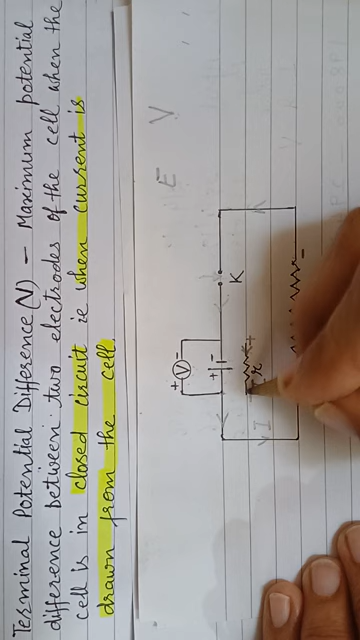 Terminal Potential Difference (V) – Maximum potential
difference between two electrodes of the cell when the
cell is in closed circuit ie when current is
drawn from the cell.
E V
K
+ V -
+ -
r
I